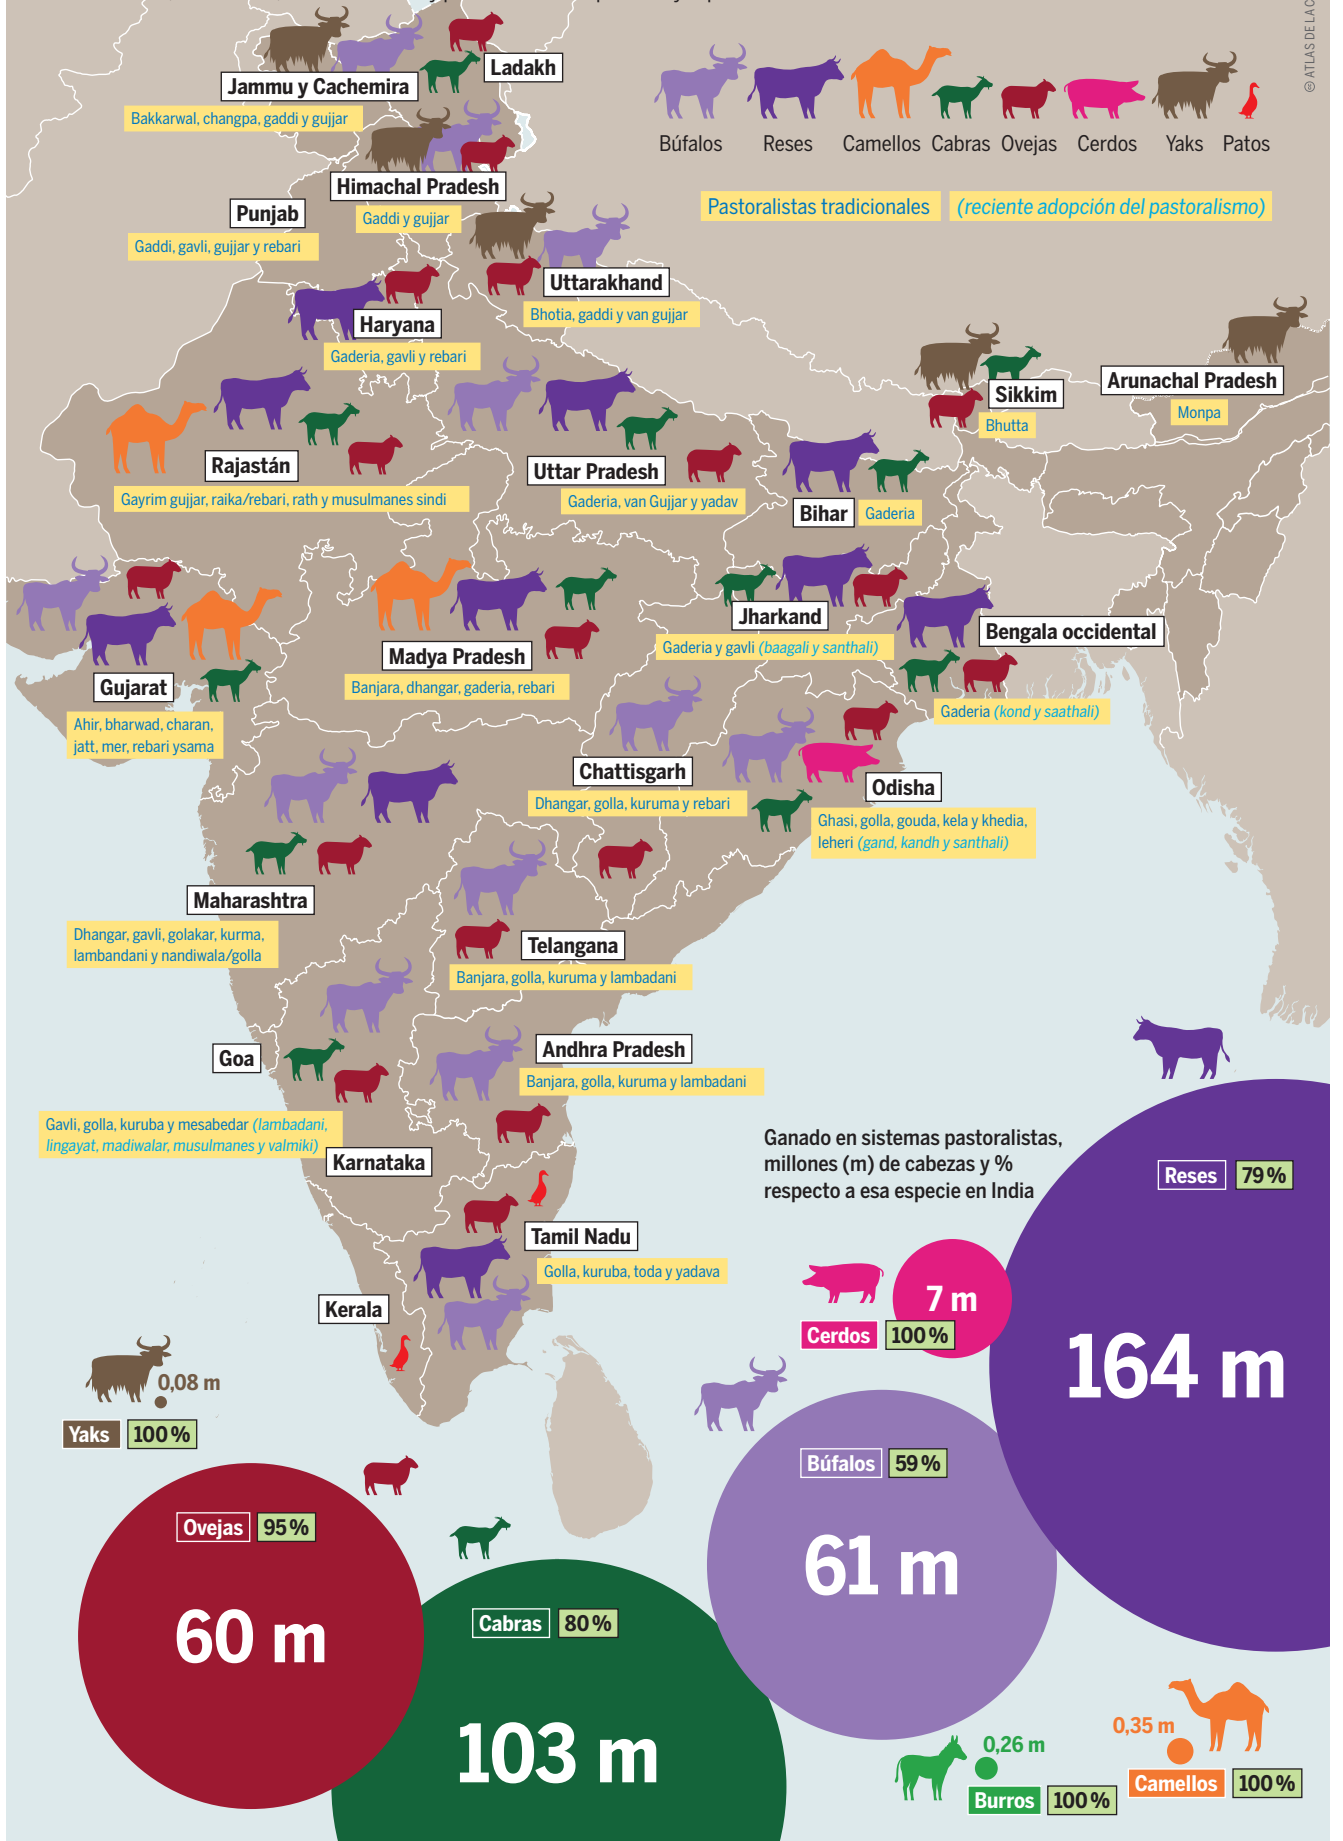 © ATLAS DE LA C
Ladakh
Jammu y Cachemira
Bakkarwal, changpa, gaddi y gujjar
Búfalos
Reses
Camellos
Cabras
Ovejas
Cerdos
Yaks
Patos
Himachal Pradesh
Gaddi y gujjar
Pastoralistas tradicionales
(reciente adopción del pastoralismo)
Punjab
Gaddi, gavli, gujjar y rebari
Uttarakhand
Bhotia, gaddi y van gujjar
Haryana
Gaderia, gavli y rebari
Sikkim
Bhutta
Arunachal Pradesh
Monpa
Rajastán
Gayrim gujjar, raika/rebari, rath y musulmanes sindi
Uttar Pradesh
Gaderia, van Gujjar y yadav
Bihar
Gaderia
Jharkand
Gaderia y gavli (baagali y santhali)
Bengala occidental
Gaderia (kond y saathali)
Madya Pradesh
Banjara, dhangar, gaderia, rebari
Gujarat
Ahir, bharwad, charan,
jatt, mer, rebari ysama
Chattisgarh
Dhangar, golla, kuruma y rebari
Odisha
Ghasi, golla, gouda, kela y khedia,
leheri (gand, kandh y santhali)
Maharashtra
Dhangar, gavli, golakar, kurma,
lambandani y nandiwala/golla
Telangana
Banjara, golla, kuruma y lambadani
Goa
Andhra Pradesh
Banjara, golla, kuruma y lambadani
Gavli, golla, kuruba y mesabedar (lambadani,
lingayat, madiwalar, musulmanes y valmiki)
Karnataka
Tamil Nadu
Golla, kuruba, toda y yadava
Kerala
Ganado en sistemas pastoralistas,
millones (m) de cabezas y %
respecto a esa especie en India
Reses 79 %
164 m
7 m
Cerdos 100 %
0,08 m
Yaks 100 %
Búfalos 59 %
61 m
Ovejas 95 %
60 m
Cabras 80 %
103 m
0,26 m
Burros 100 %
0,35 m
Camellos 100 %